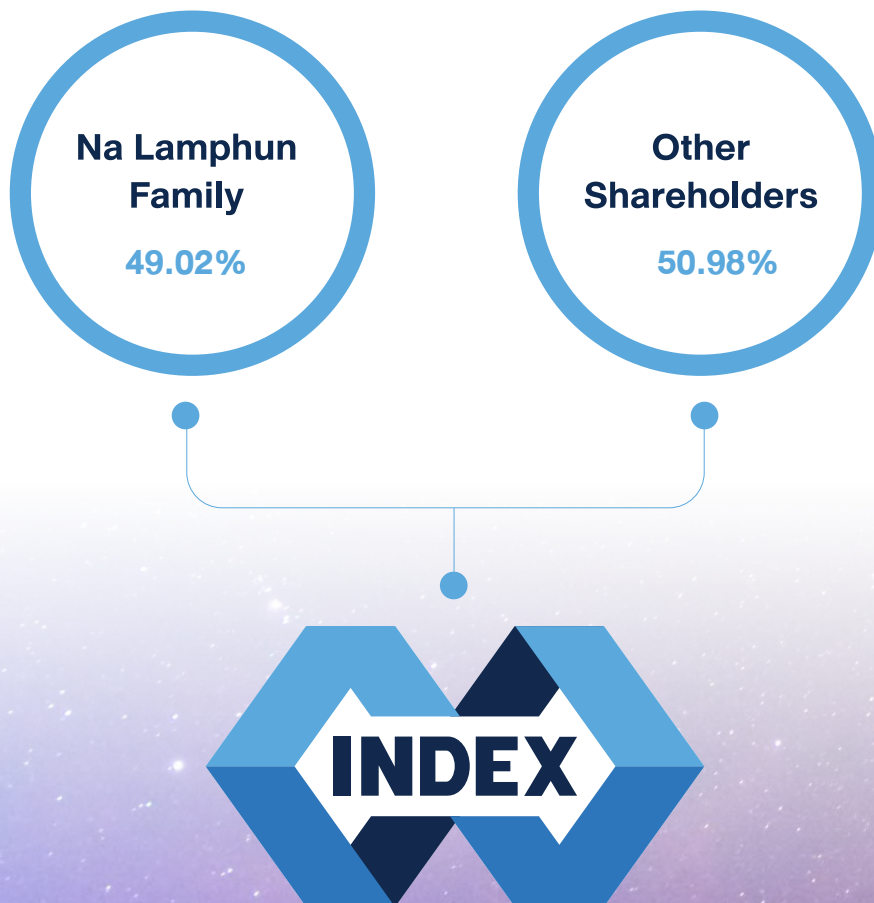 Na Lamphun
Family
49.02%
Other
Shareholders
50.98%
INDEX